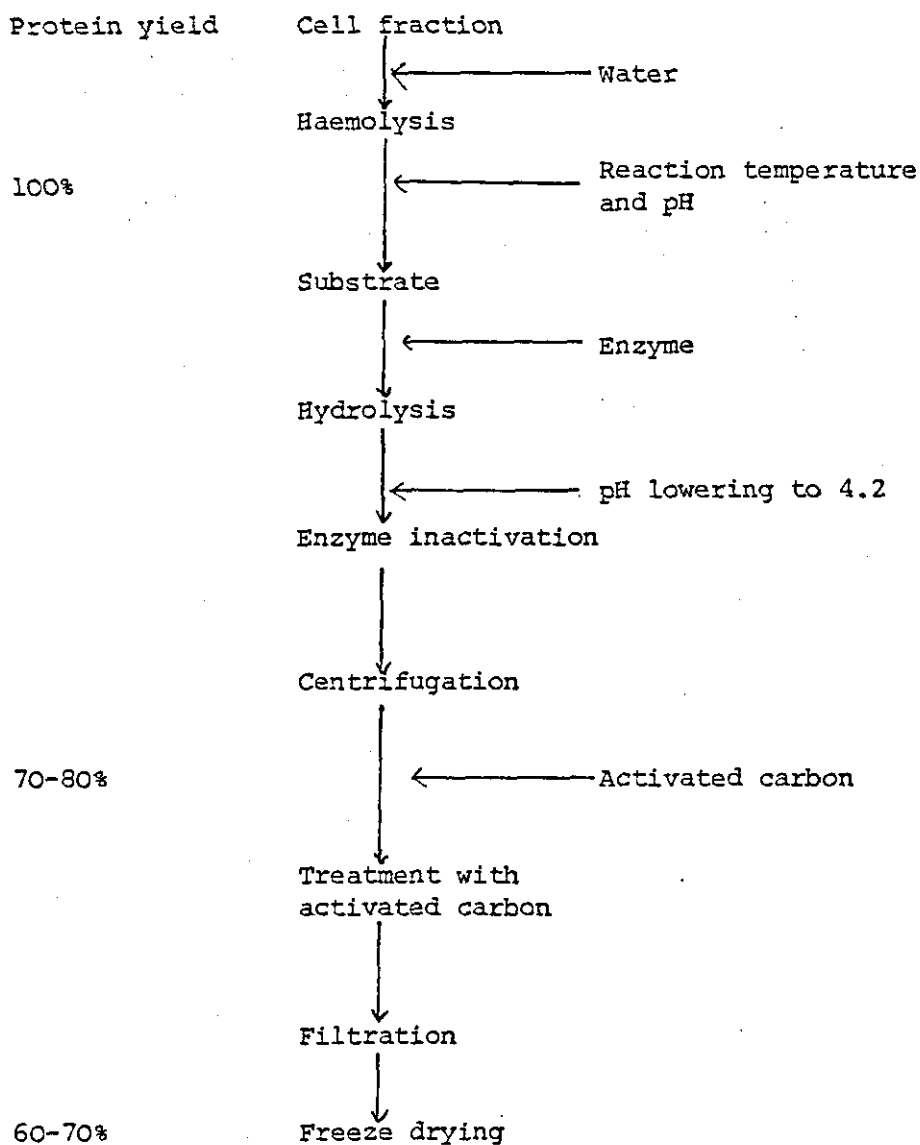 Protein yield Cell fraction
Water
Haemolysis
100% Reaction temperature
and pH
Substrate
Enzyme
Hydrolysis
pH lowering to 4.2
Enzyme inactivation
Centrifugation
70-80% Activated carbon
Treatment with
activated carbon
Filtration
60-70% Freeze drying